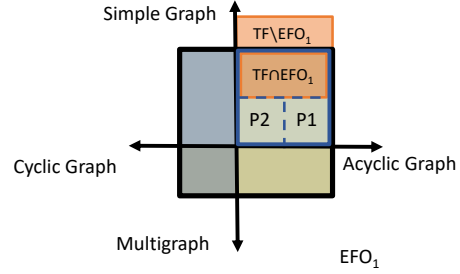 Simple Graph
TF\EFO₁
TF∩EFO₁
P2 P1
Cyclic Graph
Acyclic Graph
Multigraph
EFO₁